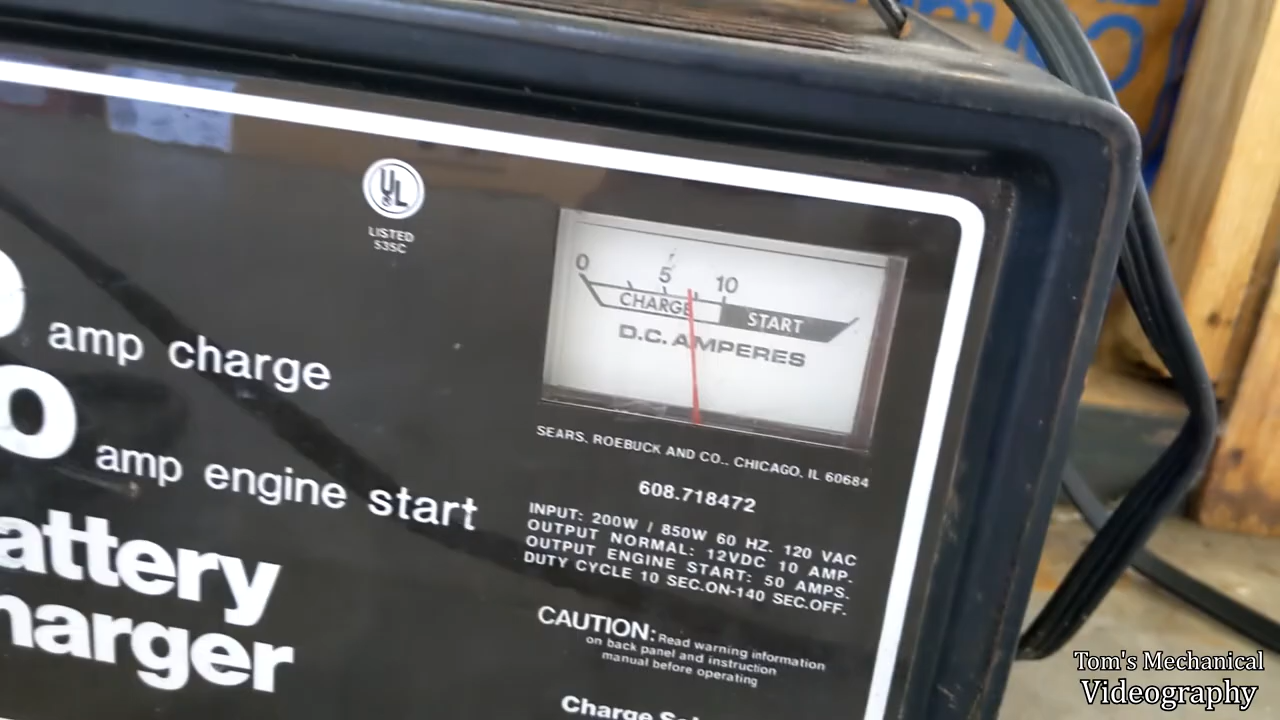 UL
LISTED
535C
amp charge
amp engine start
attery
harger
0 5 10
CHARGE START
D.C. AMPERES
SEARS, ROEBUCK AND CO., CHICAGO, IL 60684
608.718472
INPUT: 200W / 850W 60 HZ. 120 VAC
OUTPUT NORMAL: 12VDC 10 AMP.
OUTPUT ENGINE START: 50 AMPS.
DUTY CYCLE 10 SEC.ON-140 SEC.OFF.
CAUTION: Read warning information
on back panel and instruction
manual before operating
Charge
Tom's Mechanical
Videography